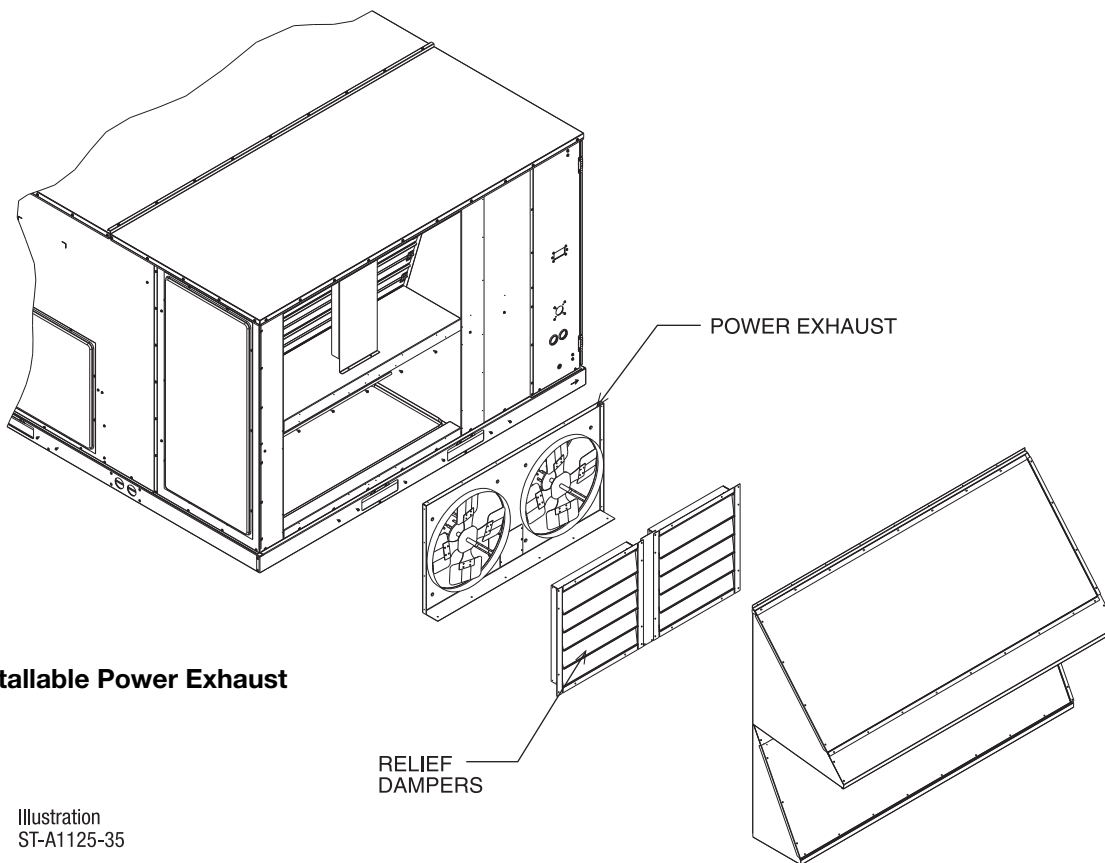 POWER EXHAUST
tallable Power Exhaust
RELIEF
DAMPERS
Illustration
ST-A1125-35